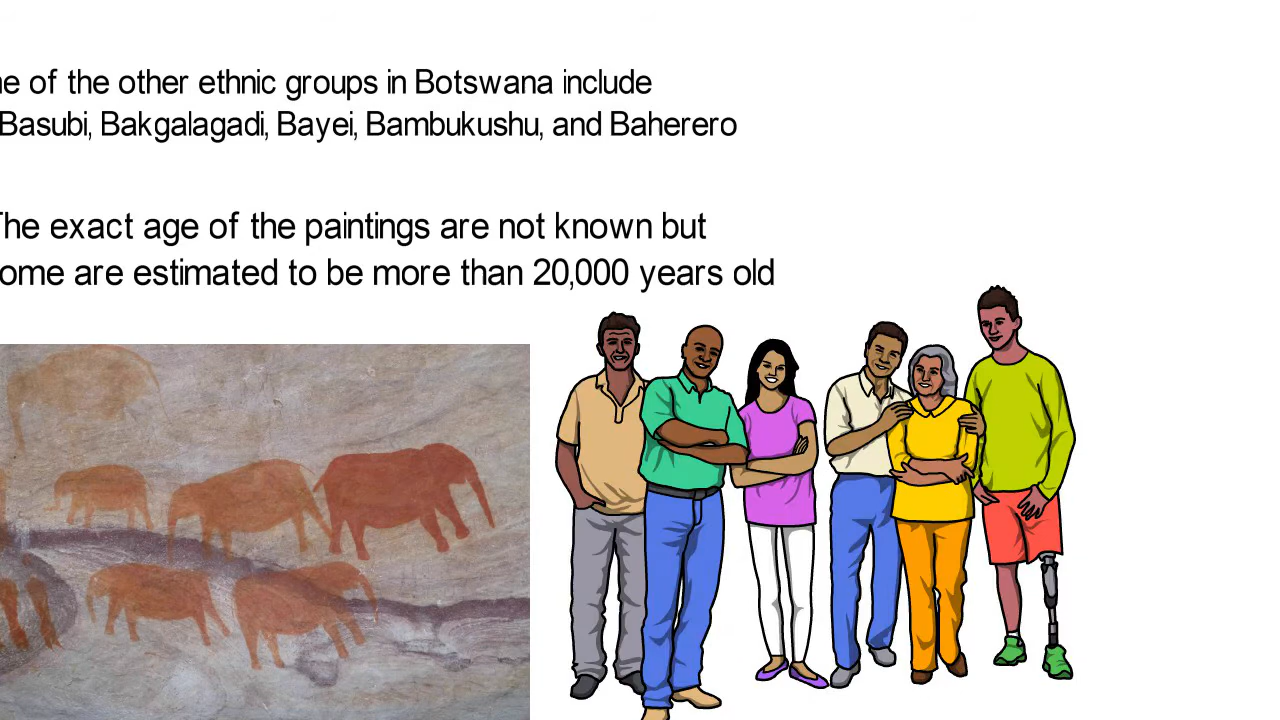 e of the other ethnic groups in Botswana include
Basubi, Bakgalagadi, Bayei, Bambukushu, and Baherero
The exact age of the paintings are not known but
ome are estimated to be more than 20,000 years old